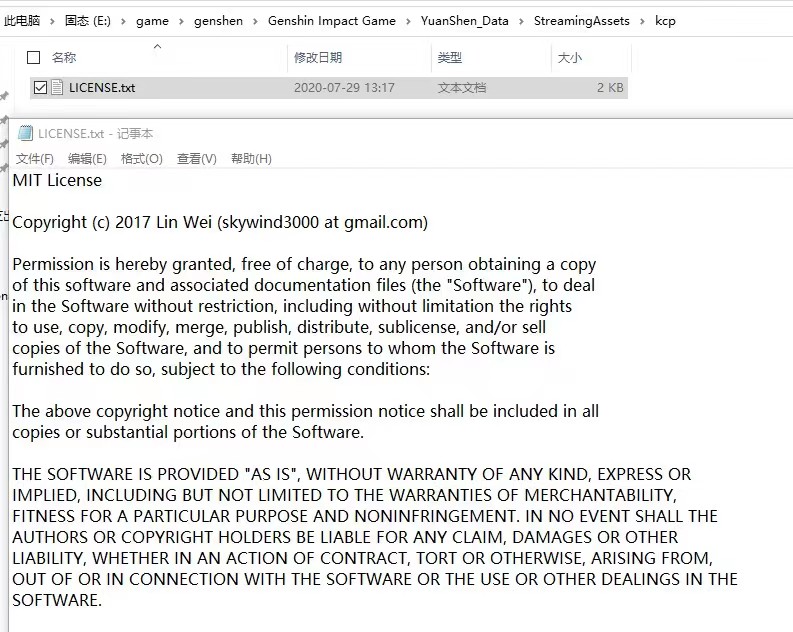 此电脑 › 固态 (E:) › game › genshen › Genshin Impact Game › YuanShen_Data › StreamingAssets › kcp
名称 修改日期 类型 大小
LICENSE.txt 2020-07-29 13:17 文本文档 2 KB
LICENSE.txt - 记事本
文件(F) 编辑(E) 格式(O) 查看(V) 帮助(H)
MIT License
Copyright (c) 2017 Lin Wei (skywind3000 at gmail.com)
Permission is hereby granted, free of charge, to any person obtaining a copy
of this software and associated documentation files (the "Software"), to deal
in the Software without restriction, including without limitation the rights
to use, copy, modify, merge, publish, distribute, sublicense, and/or sell
copies of the Software, and to permit persons to whom the Software is
furnished to do so, subject to the following conditions:
The above copyright notice and this permission notice shall be included in all
copies or substantial portions of the Software.
THE SOFTWARE IS PROVIDED "AS IS", WITHOUT WARRANTY OF ANY KIND, EXPRESS OR
IMPLIED, INCLUDING BUT NOT LIMITED TO THE WARRANTIES OF MERCHANTABILITY,
FITNESS FOR A PARTICULAR PURPOSE AND NONINFRINGEMENT. IN NO EVENT SHALL THE
AUTHORS OR COPYRIGHT HOLDERS BE LIABLE FOR ANY CLAIM, DAMAGES OR OTHER
LIABILITY, WHETHER IN AN ACTION OF CONTRACT, TORT OR OTHERWISE, ARISING FROM,
OUT OF OR IN CONNECTION WITH THE SOFTWARE OR THE USE OR OTHER DEALINGS IN THE
SOFTWARE.